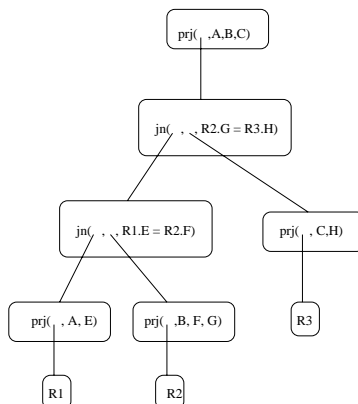 prj( ,A,B,C)
jn( , , R2.G = R3.H)
jn( , , R1.E = R2.F)
prj( , C,H)
prj( , A, E)
prj( ,B, F, G)
R3
R1
R2